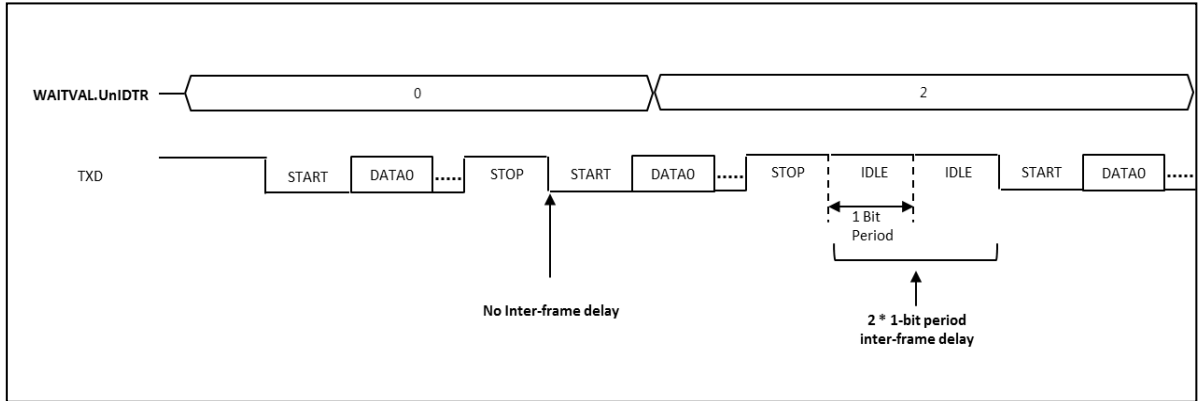 WAITVAL.UnIDTR 0 2
TXD START DATA0 ..... STOP START DATA0 ..... STOP IDLE IDLE START DATA0 .....
1 Bit
Period
No Inter-frame delay
2 * 1-bit period
inter-frame delay